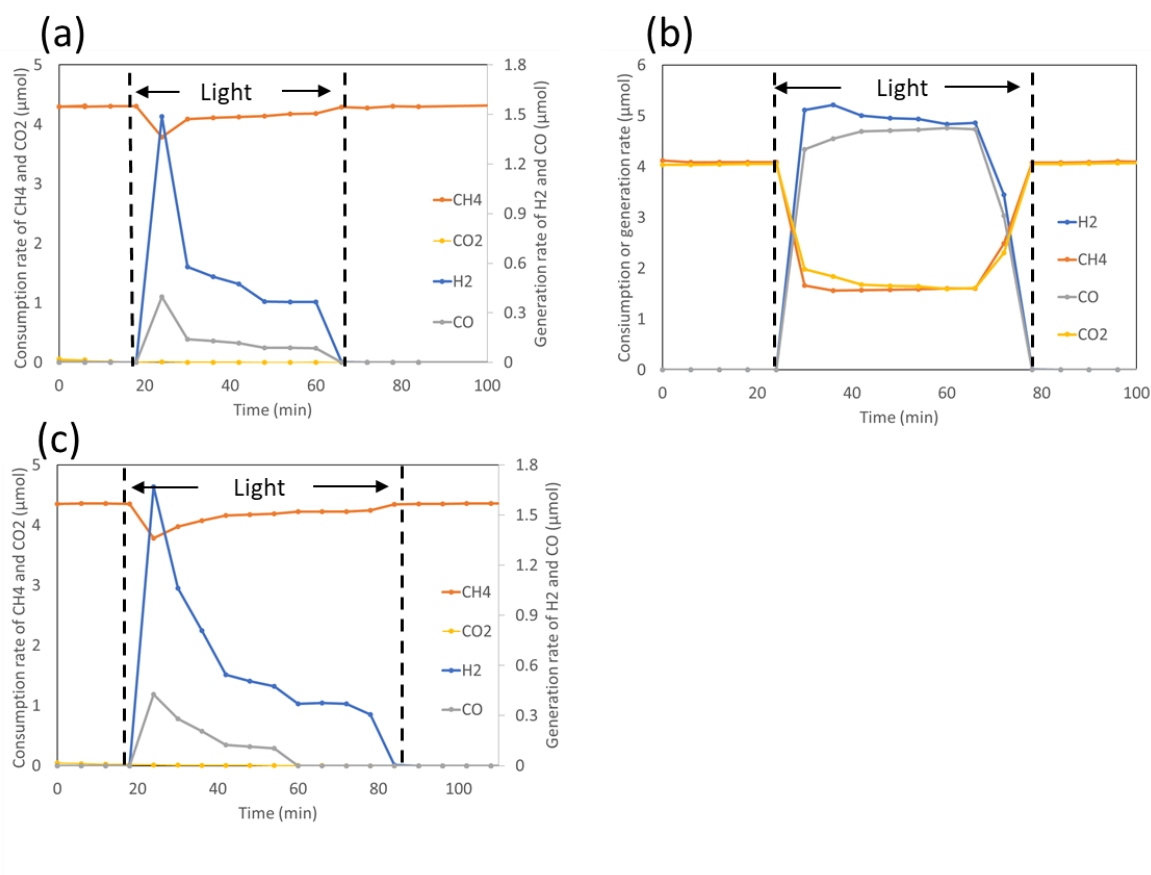 (a)
5
4
3
2
1
0
Consumption rate of CH4 and CO2 (µmol)
Light
1.8
1.5
1.2
0.9
0.6
0.3
0
Generation rate of H2 and CO (µmol)
CH4
CO2
H2
CO
0 20 40 60 80 100
Time (min)
(b)
6
5
4
3
2
1
0
Consiumption or generation rate (µmol)
Light
H2
CH4
CO
CO2
0 20 40 60 80 100
Time (min)
(c)
5
4
3
2
1
0
Consumption rate of CH4 and CO2 (µmol)
Light
1.8
1.5
1.2
0.9
0.6
0.3
0
Generation rate of H2 and CO (µmol)
CH4
CO2
H2
CO
0 20 40 60 80 100
Time (min)